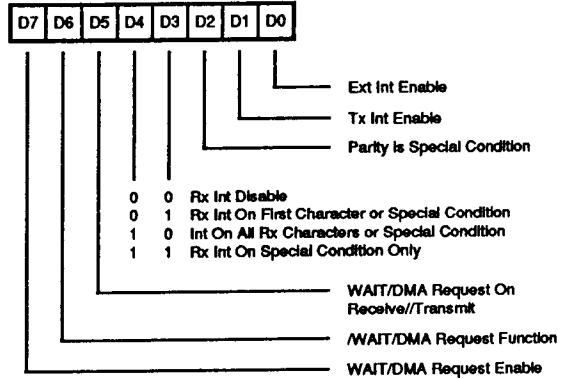 D7 D6 D5 D4 D3 D2 D1 D0
Ext Int Enable
Tx Int Enable
Parity is Special Condition
0 0 Rx Int Disable
0 1 Rx Int On First Character or Special Condition
1 0 Int On All Rx Characters or Special Condition
1 1 Rx Int On Special Condition Only
WAIT/DMA Request On
Receive//Transmit
/WAIT/DMA Request Function
WAIT/DMA Request Enable